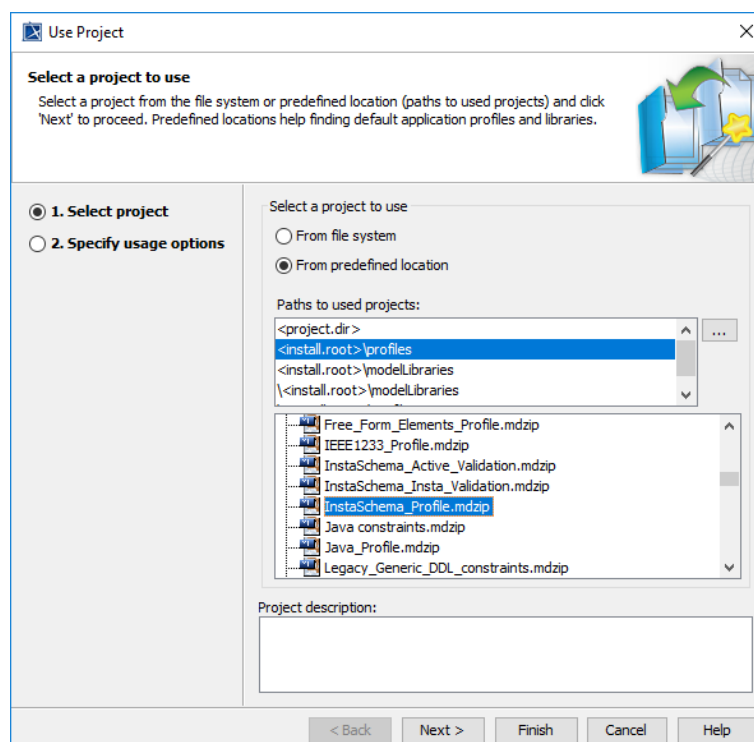 Use Project
Select a project to use
Select a project from the file system or predefined location (paths to used projects) and click
'Next' to proceed. Predefined locations help finding default application profiles and libraries.
1. Select project
2. Specify usage options
Select a project to use
From file system
From predefined location
Paths to used projects:
<project.dir>
...
<install.root>\profiles
<install.root>\modelLibraries
\<install.root>\modelLibraries
Free_Form_Elements_Profile.mdzip
IEEE1233_Profile.mdzip
InstaSchema_Active_Validation.mdzip
InstaSchema_Insta_Validation.mdzip
InstaSchema_Profile.mdzip
Java constraints.mdzip
Java_Profile.mdzip
Legacy_Generic_DDL_constraints.mdzip
Project description:
< Back
Next >
Finish
Cancel
Help